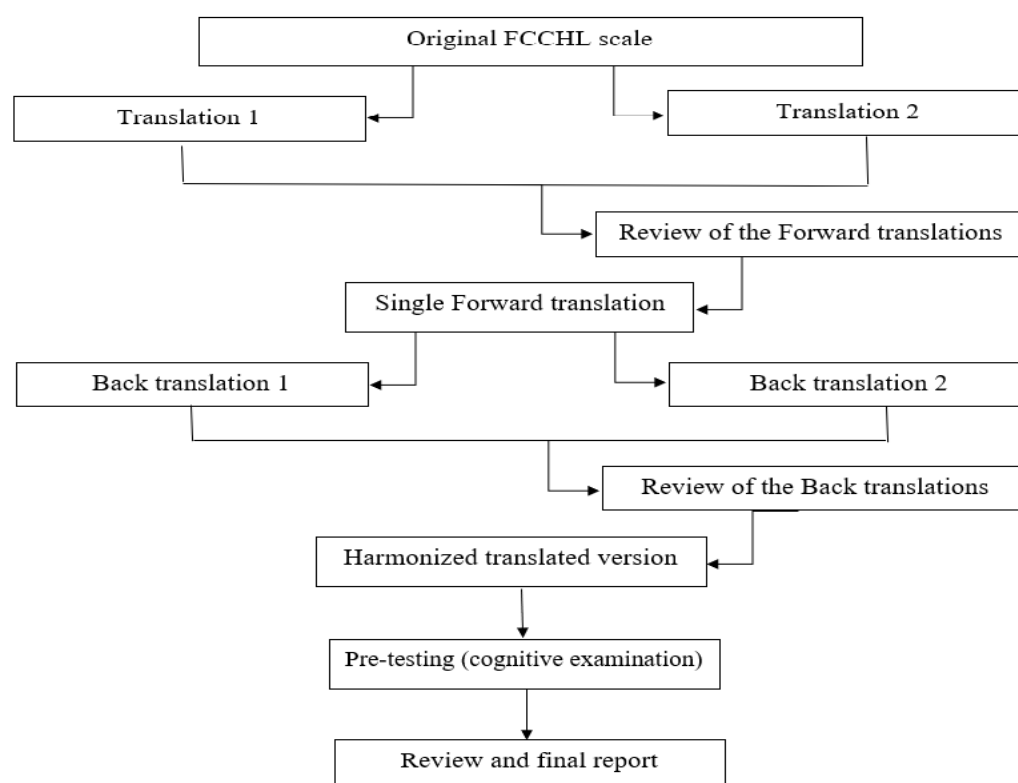 Original FCCHL scale
Translation 1
Translation 2
Review of the Forward translations
Single Forward translation
Back translation 1
Back translation 2
Review of the Back translations
Harmonized translated version
Pre-testing (cognitive examination)
Review and final report